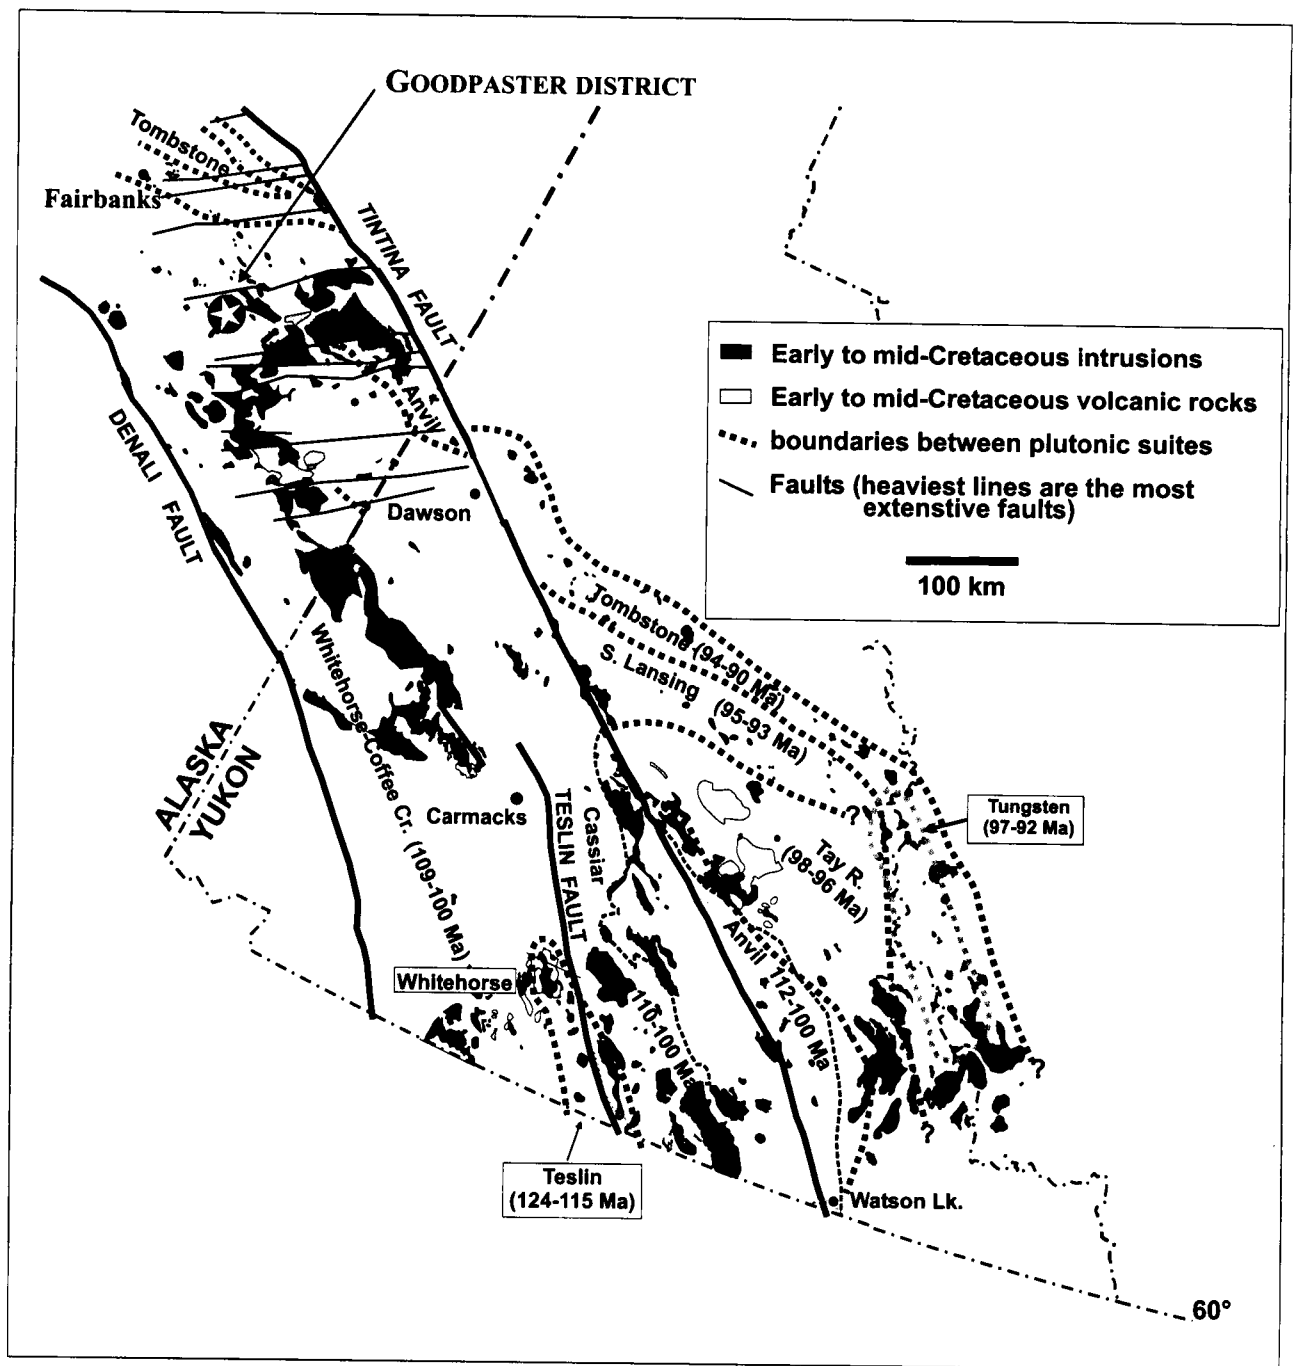 GOODPASTER DISTRICT
Tombstone
Fairbanks
TINTINA FAULT
Early to mid-Cretaceous intrusions
Early to mid-Cretaceous volcanic rocks
boundaries between plutonic suites
Faults (heaviest lines are the most
extenstive faults)
100 km
DENALI FAULT
Anvil
Dawson
Tombstone (94-90 Ma)
S. Lansing (95-93 Ma)
Whitehorse-Coffee Cr. (109-100 Ma)
ALASKA
YUKON
Carmacks
TESLIN FAULT
Cassiar
110-100 Ma
?
Tay R.
(98-96 Ma)
Tungsten
(97-92 Ma)
Anvil 112-100 Ma
Whitehorse
?
?
Teslin
(124-115 Ma)
Watson Lk.
60°